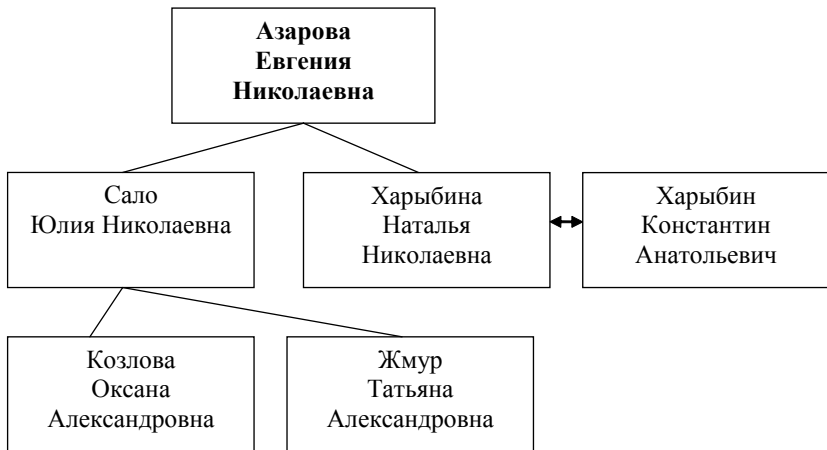 Азарова
Евгения
Николаевна
Сало
Юлия Николаевна
Харыбина
Наталья
Николаевна
Харыбин
Константин
Анатольевич
Козлова
Оксана
Александровна
Жмур
Татьяна
Александровна